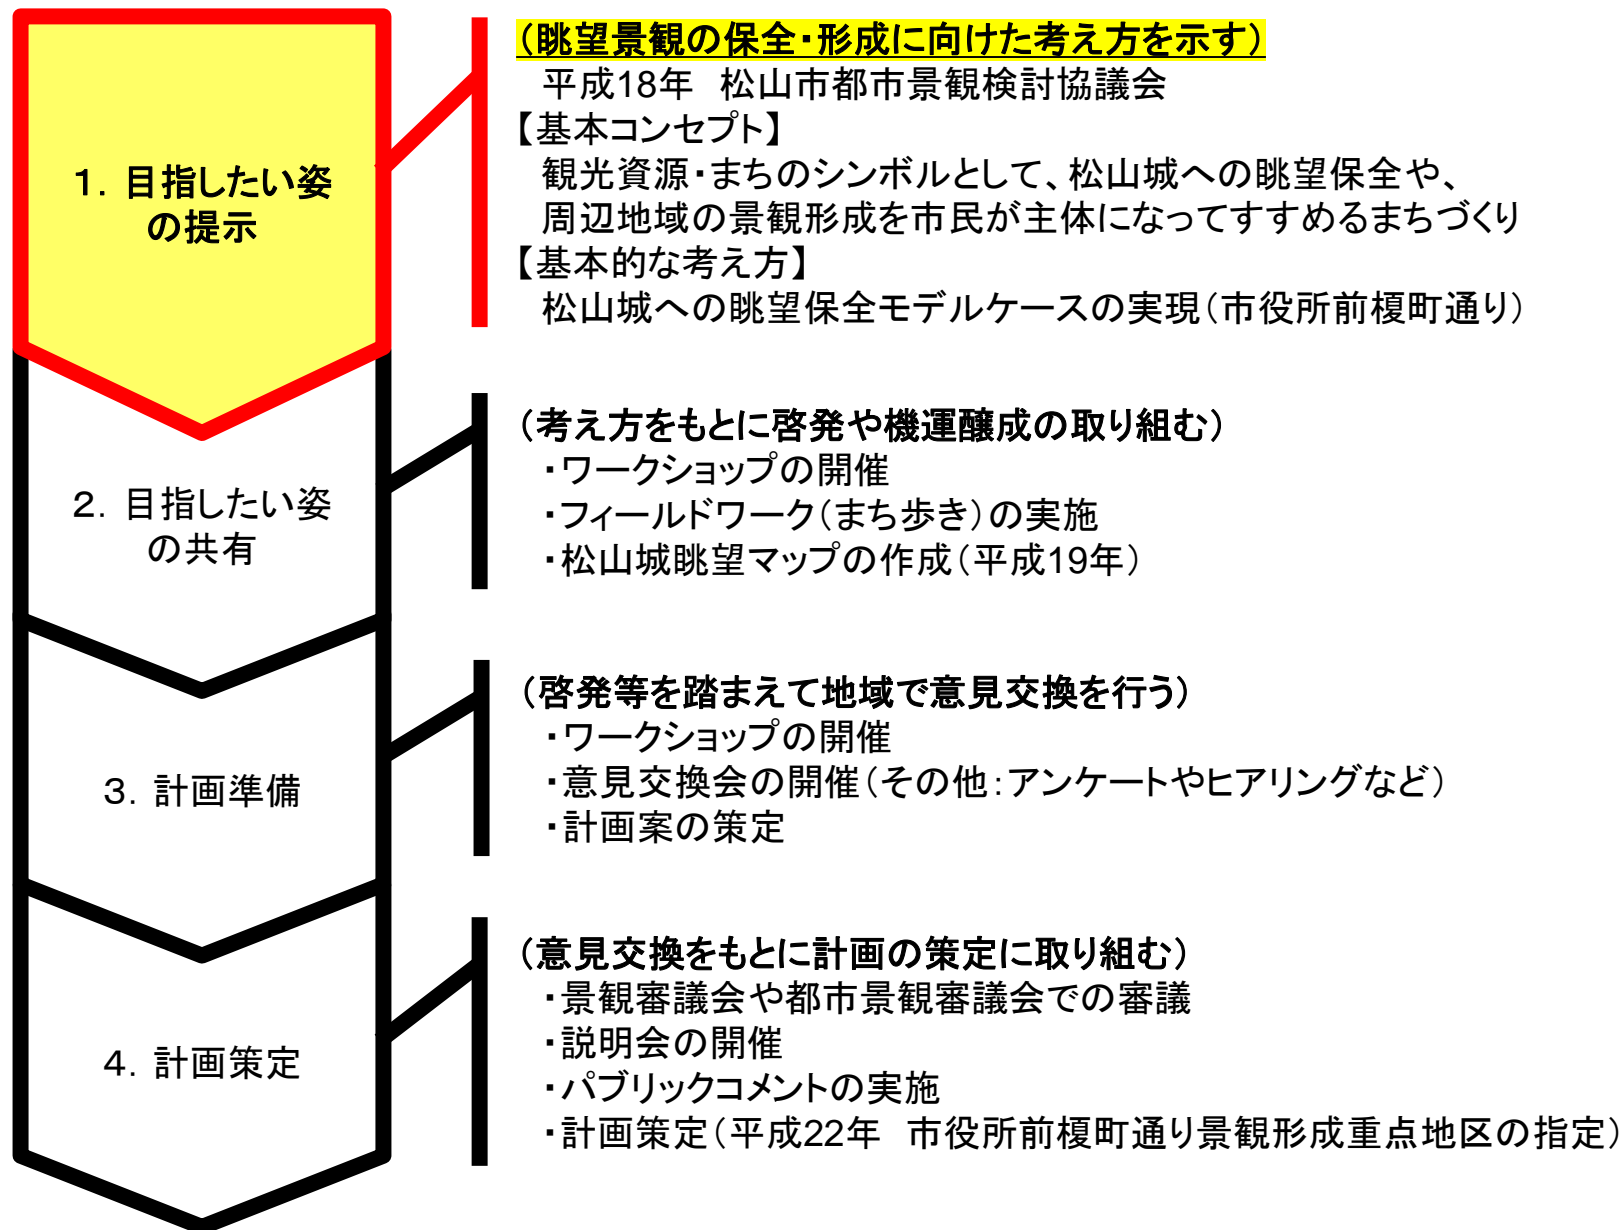 1. 目指したい姿
の提示
（眺望景観の保全・形成に向けた考え方を示す）
平成18年　松山市都市景観検討協議会
【基本コンセプト】
観光資源・まちのシンボルとして、松山城への眺望保全や、
周辺地域の景観形成を市民が主体になってすすめるまちづくり
【基本的な考え方】
松山城への眺望保全モデルケースの実現（市役所前榎町通り）
2. 目指したい姿
の共有
（考え方をもとに啓発や機運醸成の取り組む）
・ワークショップの開催
・フィールドワーク（まち歩き）の実施
・松山城眺望マップの作成（平成19年）
3. 計画準備
（啓発等を踏まえて地域で意見交換を行う）
・ワークショップの開催
・意見交換会の開催（その他：アンケートやヒアリングなど）
・計画案の策定
4. 計画策定
（意見交換をもとに計画の策定に取り組む）
・景観審議会や都市景観審議会での審議
・説明会の開催
・パブリックコメントの実施
・計画策定（平成22年　市役所前榎町通り景観形成重点地区の指定）